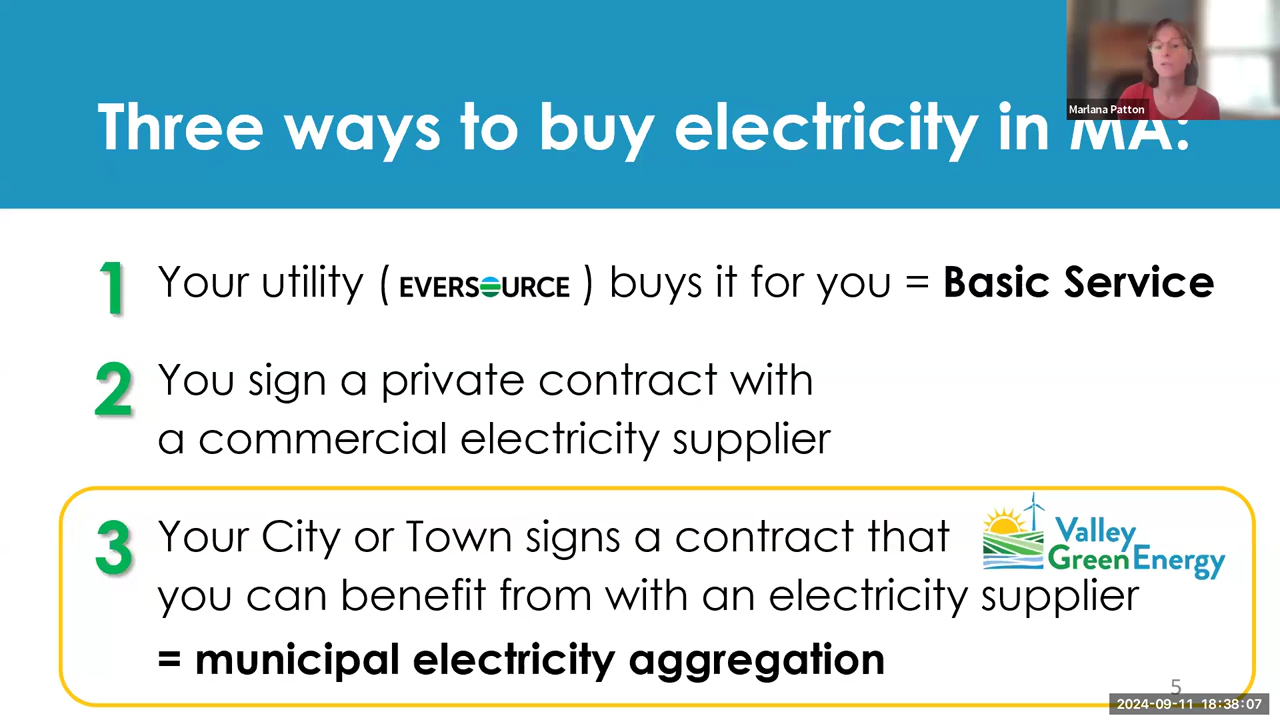 Marlana Patton
Three ways to buy electricity in MA:
1 Your utility ( EVERSOURCE ) buys it for you = Basic Service
2 You sign a private contract with
a commercial electricity supplier
3 Your City or Town signs a contract that
you can benefit from with an electricity supplier
= municipal electricity aggregation
Valley
GreenEnergy
5
2024-09-11 18:38:07